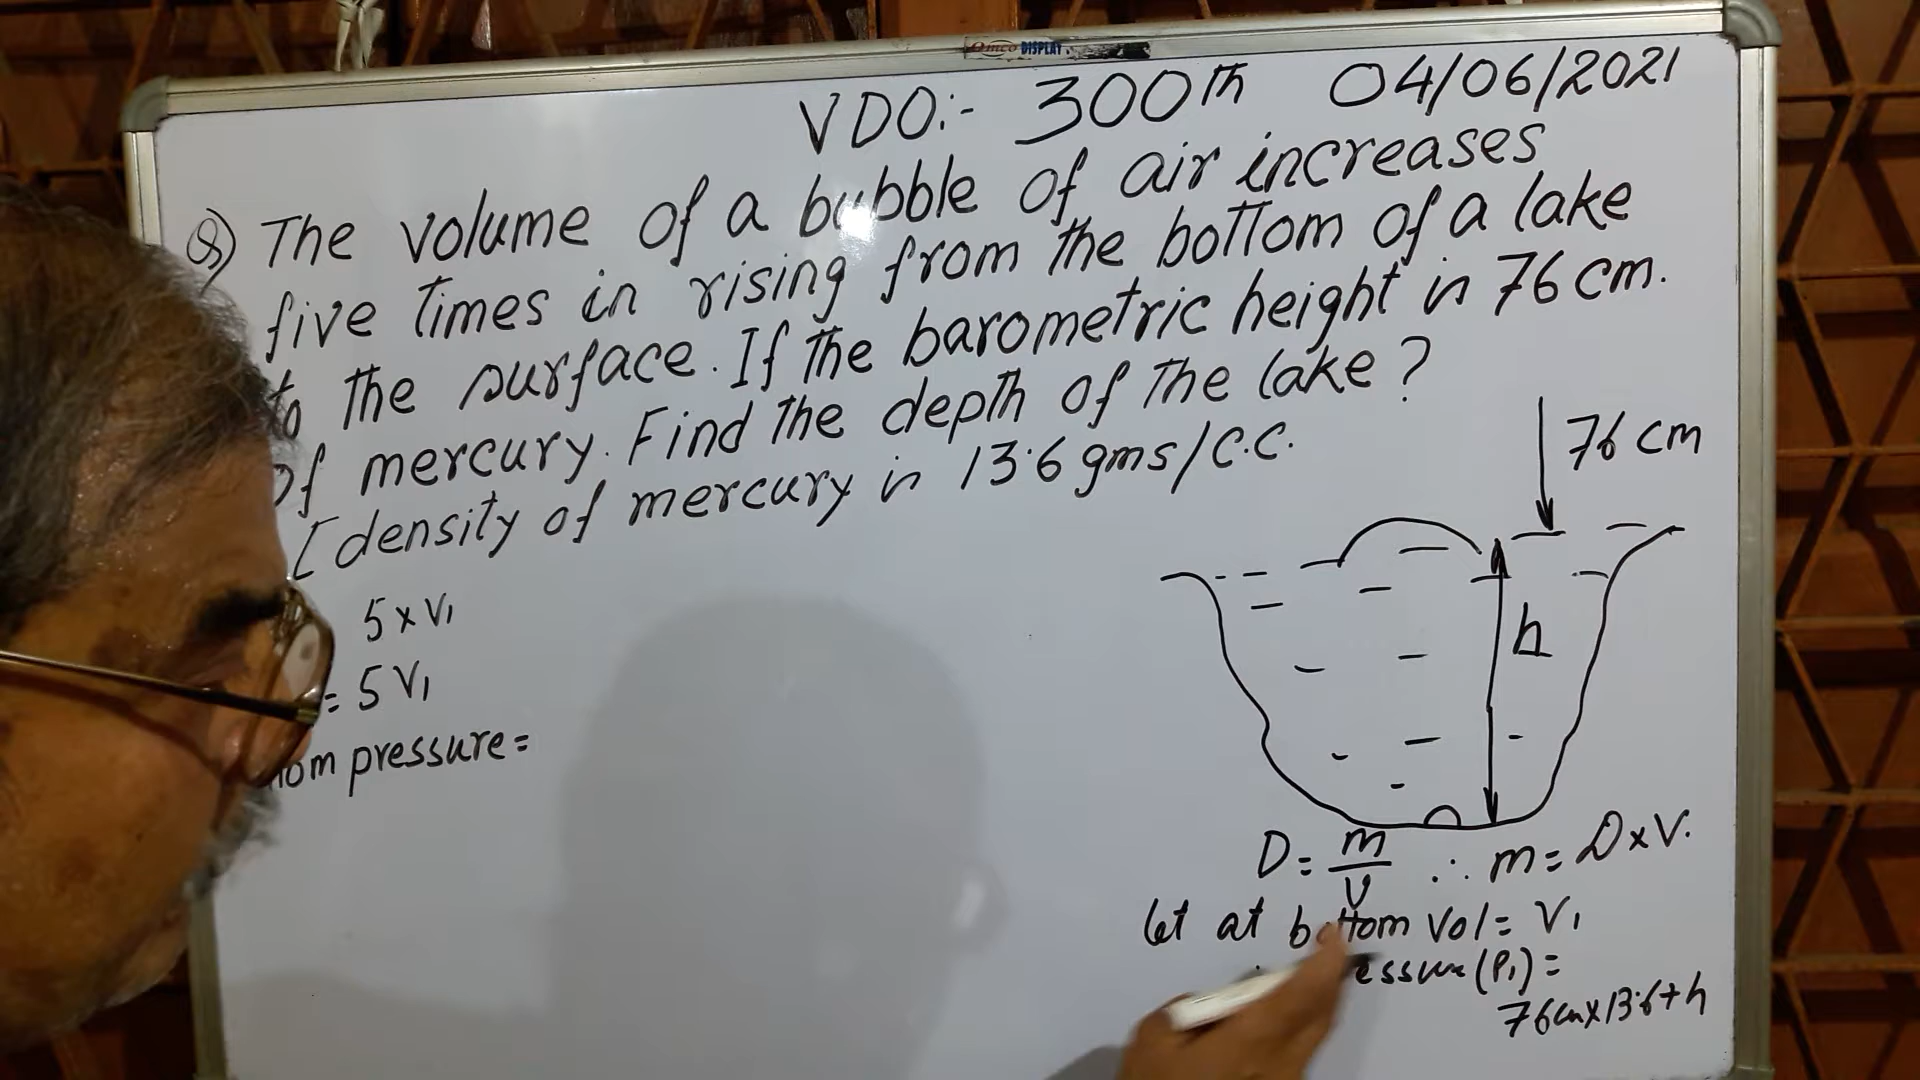 Omco DISPLAY
VDO:- 300th 04/06/2021
Q) The volume of a bubble of air increases
five times in rising from the bottom of a lake
to the surface. If the barometric height is 76 cm.
of mercury. Find the depth of the lake?
[density of mercury is 13.6 gms/c.c.
76 cm
h
5 x V1
= 5 V1
pressure =
D = m/V ∴ m = D x V.
let at bottom vol = V1
(P1) =
76cm x 13.6 + h